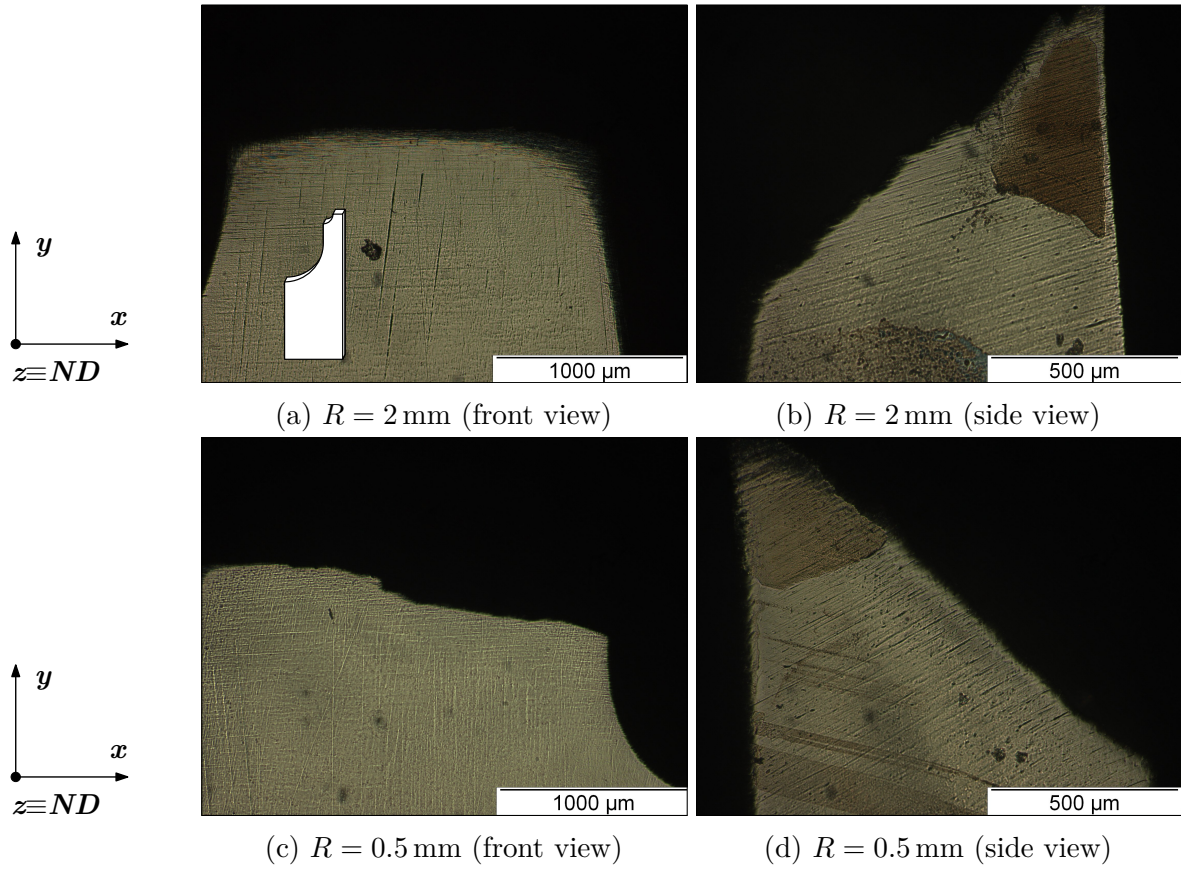 1000 µm
500 µm
y
x
z≡ND
(a) R = 2 mm (front view)
(b) R = 2 mm (side view)
1000 µm
500 µm
y
x
z≡ND
(c) R = 0.5 mm (front view)
(d) R = 0.5 mm (side view)